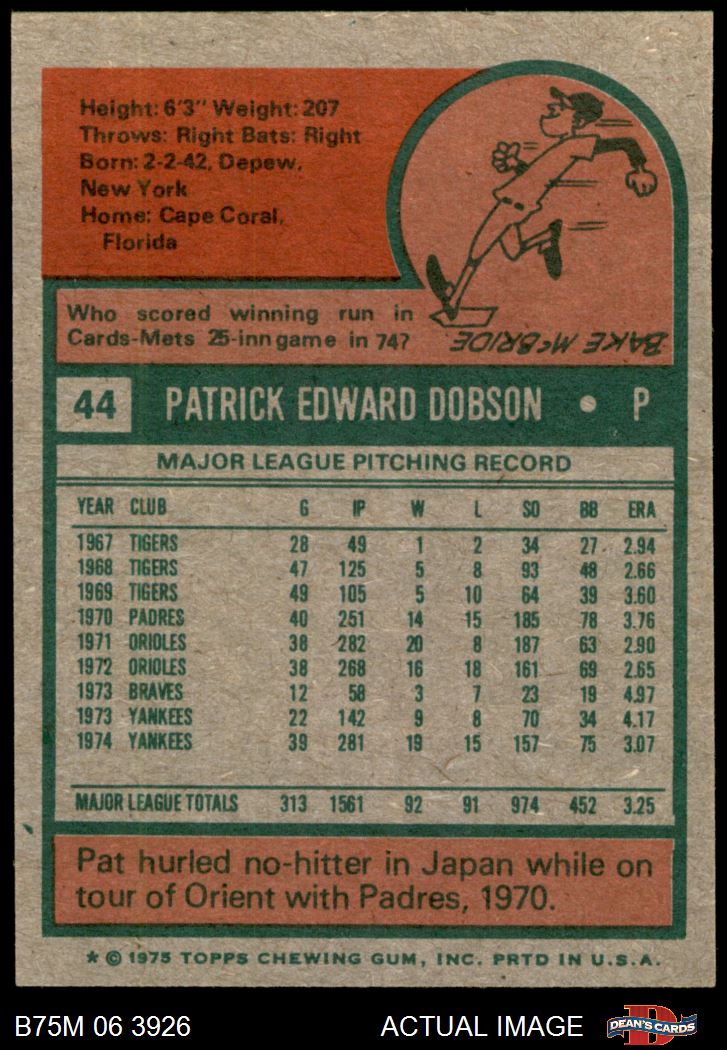 Height: 6'3" Weight: 207
Throws: Right Bats: Right
Born: 2-2-42, Depew,
New York
Home: Cape Coral,
Florida
Who scored winning run in
Cards-Mets 25-inn game in 74?
BAKE McBRIDE
44 PATRICK EDWARD DOBSON • P
MAJOR LEAGUE PITCHING RECORD
YEAR CLUB G IP W L SO BB ERA
1967 TIGERS 28 49 1 2 34 27 2.94
1968 TIGERS 47 125 5 8 93 48 2.66
1969 TIGERS 49 105 5 10 64 39 3.60
1970 PADRES 40 251 14 15 185 78 3.76
1971 ORIOLES 38 282 20 8 187 63 2.90
1972 ORIOLES 38 268 16 18 161 69 2.65
1973 BRAVES 12 58 3 7 23 19 4.97
1973 YANKEES 22 142 9 8 70 34 4.17
1974 YANKEES 39 281 19 15 157 75 3.07
MAJOR LEAGUE TOTALS 313 1561 92 91 974 452 3.25
Pat hurled no-hitter in Japan while on
tour of Orient with Padres, 1970.
* © 1975 TOPPS CHEWING GUM, INC. PRTD IN U.S.A.
B75M 06 3926 ACTUAL IMAGE D DEAN'S CARDS